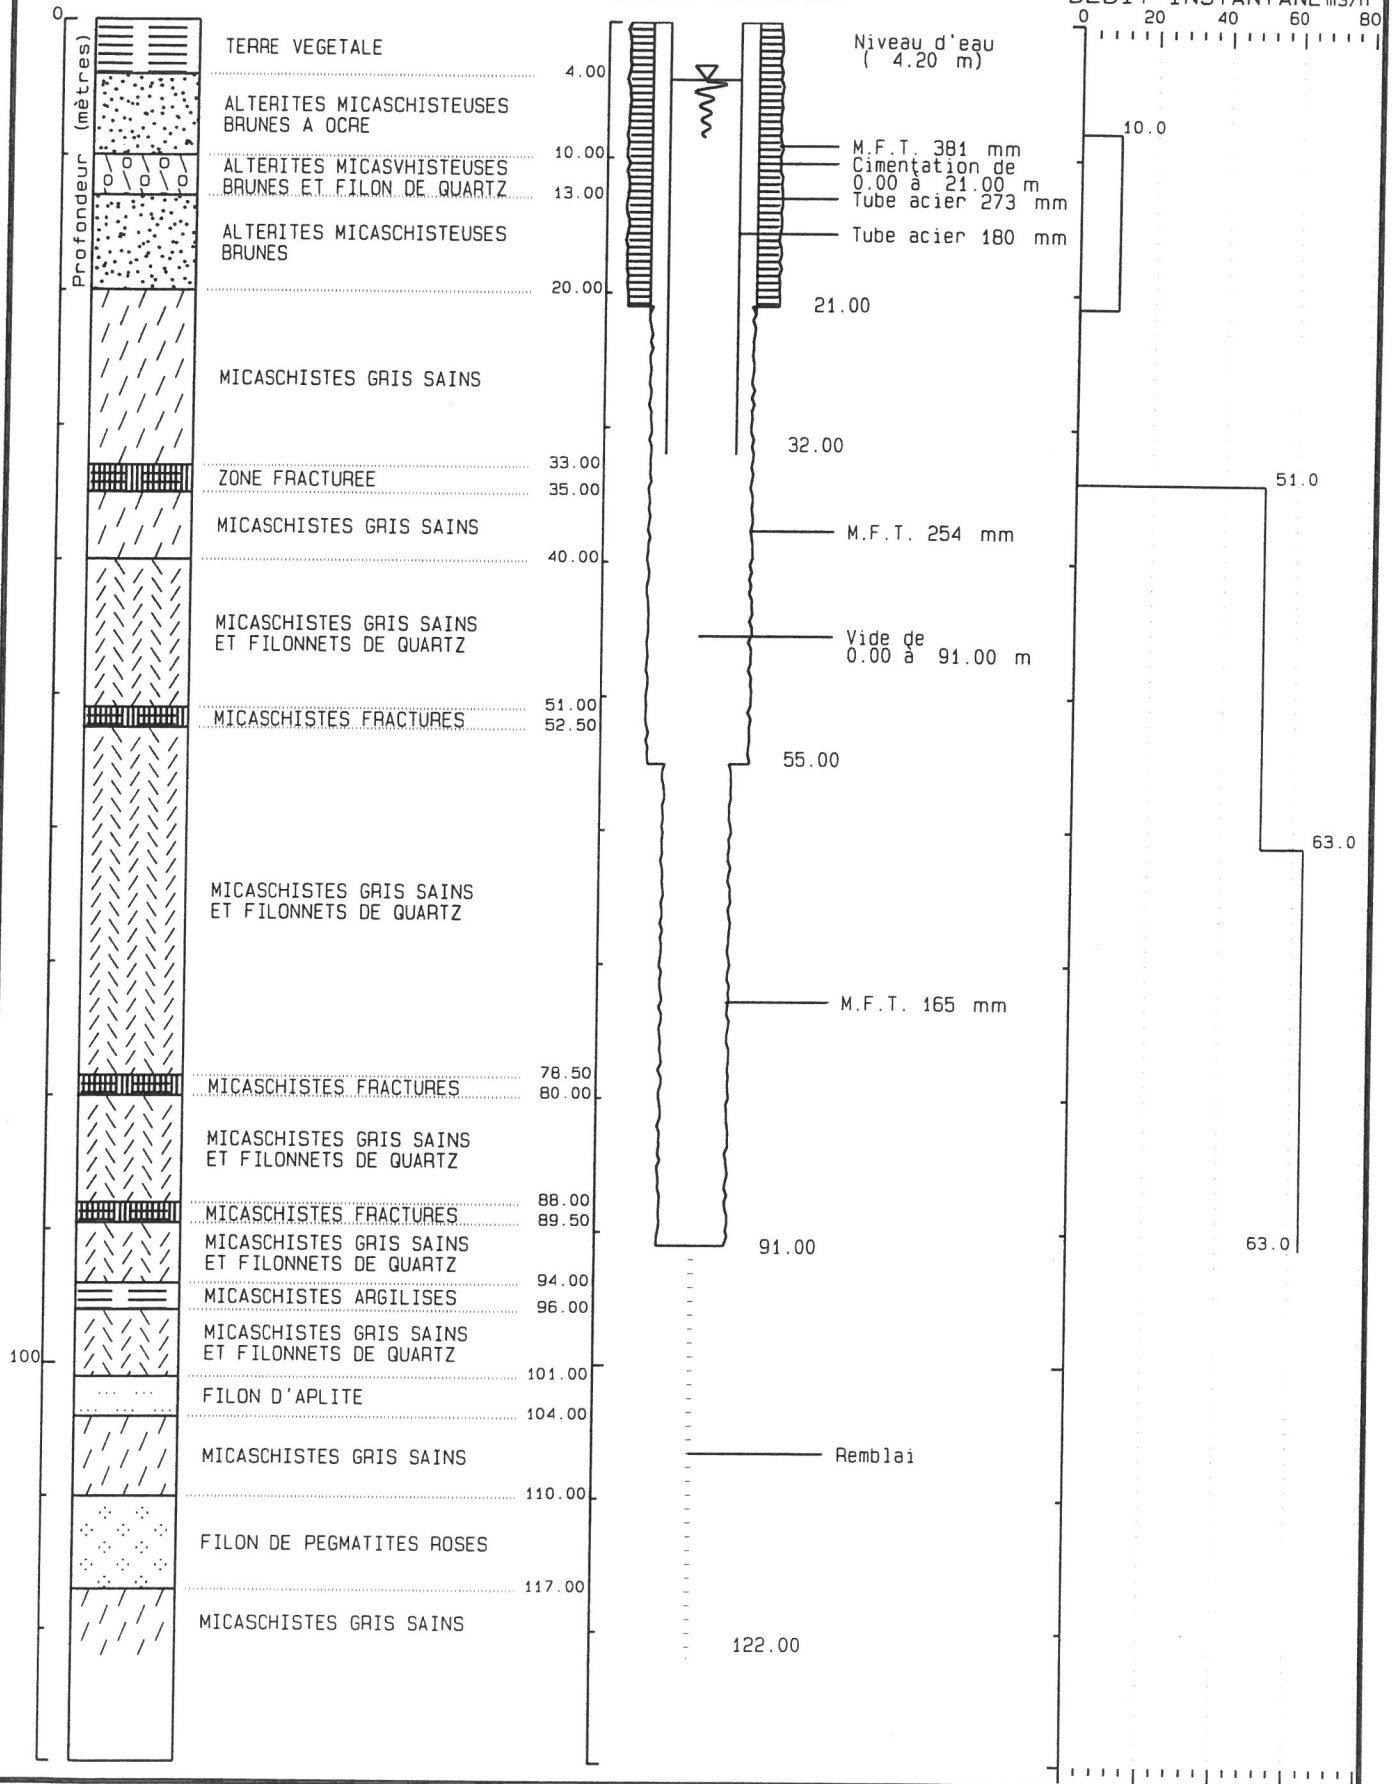 DEBIT INSTANTANE m3/h
0 20 40 60 80
0
Profondeur (mètres)
TERRE VEGETALE
4.00
ALTERITES MICASCHISTEUSES
BRUNES A OCRE
10.00
ALTERITES MICASVHISTEUSES
BRUNES ET FILON DE QUARTZ
13.00
ALTERITES MICASCHISTEUSES
BRUNES
20.00
MICASCHISTES GRIS SAINS
33.00
ZONE FRACTUREE
35.00
MICASCHISTES GRIS SAINS
40.00
MICASCHISTES GRIS SAINS
ET FILONNETS DE QUARTZ
51.00
MICASCHISTES FRACTURES
52.50
MICASCHISTES GRIS SAINS
ET FILONNETS DE QUARTZ
78.50
MICASCHISTES FRACTURES
80.00
MICASCHISTES GRIS SAINS
ET FILONNETS DE QUARTZ
88.00
MICASCHISTES FRACTURES
89.50
MICASCHISTES GRIS SAINS
ET FILONNETS DE QUARTZ
94.00
MICASCHISTES ARGILISES
96.00
MICASCHISTES GRIS SAINS
ET FILONNETS DE QUARTZ
100
101.00
FILON D'APLITE
104.00
MICASCHISTES GRIS SAINS
110.00
FILON DE PEGMATITES ROSES
117.00
MICASCHISTES GRIS SAINS
Niveau d'eau
( 4.20 m)
M.F.T. 381 mm
Cimentation de
0.00 à 21.00 m
Tube acier 273 mm
Tube acier 180 mm
21.00
32.00
M.F.T. 254 mm
Vide de
0.00 à 91.00 m
55.00
M.F.T. 165 mm
91.00
Remblai
122.00
10.0
51.0
63.0
63.0